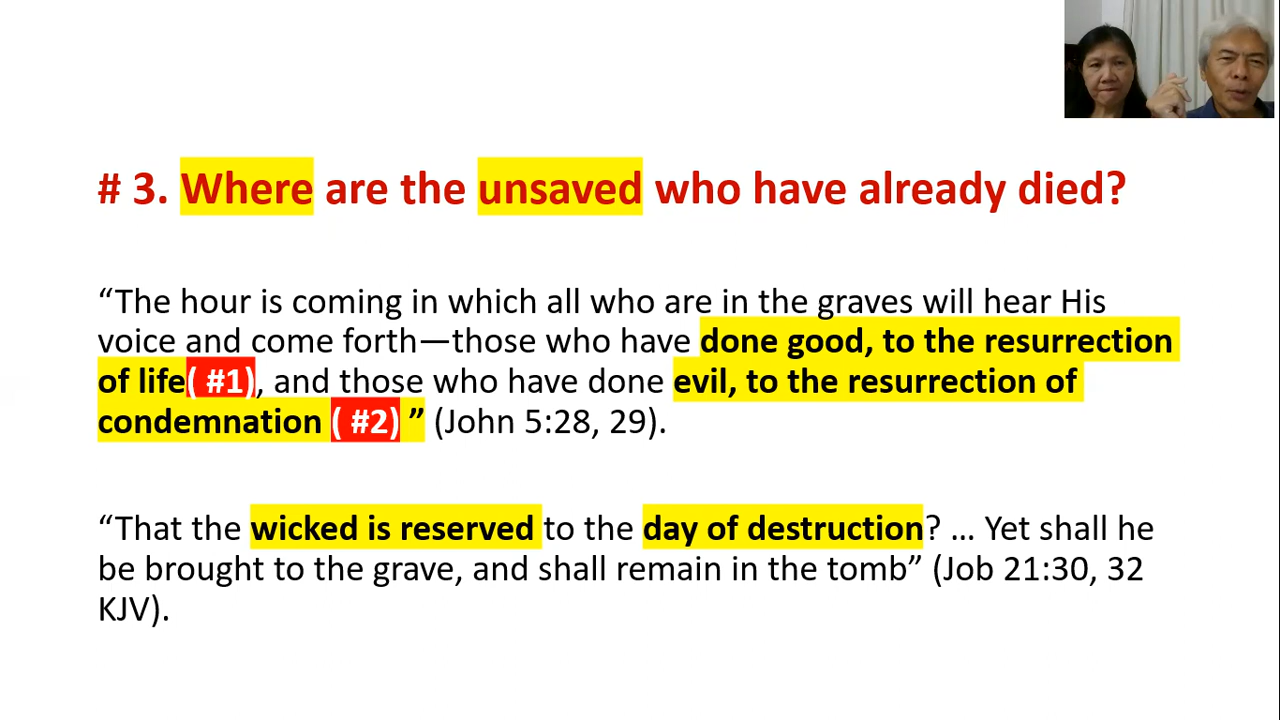 # 3. Where are the unsaved who have already died?
“The hour is coming in which all who are in the graves will hear His
voice and come forth—those who have done good, to the resurrection
of life( #1), and those who have done evil, to the resurrection of
condemnation ( #2) ” (John 5:28, 29).
“That the wicked is reserved to the day of destruction? ... Yet shall he
be brought to the grave, and shall remain in the tomb” (Job 21:30, 32
KJV).